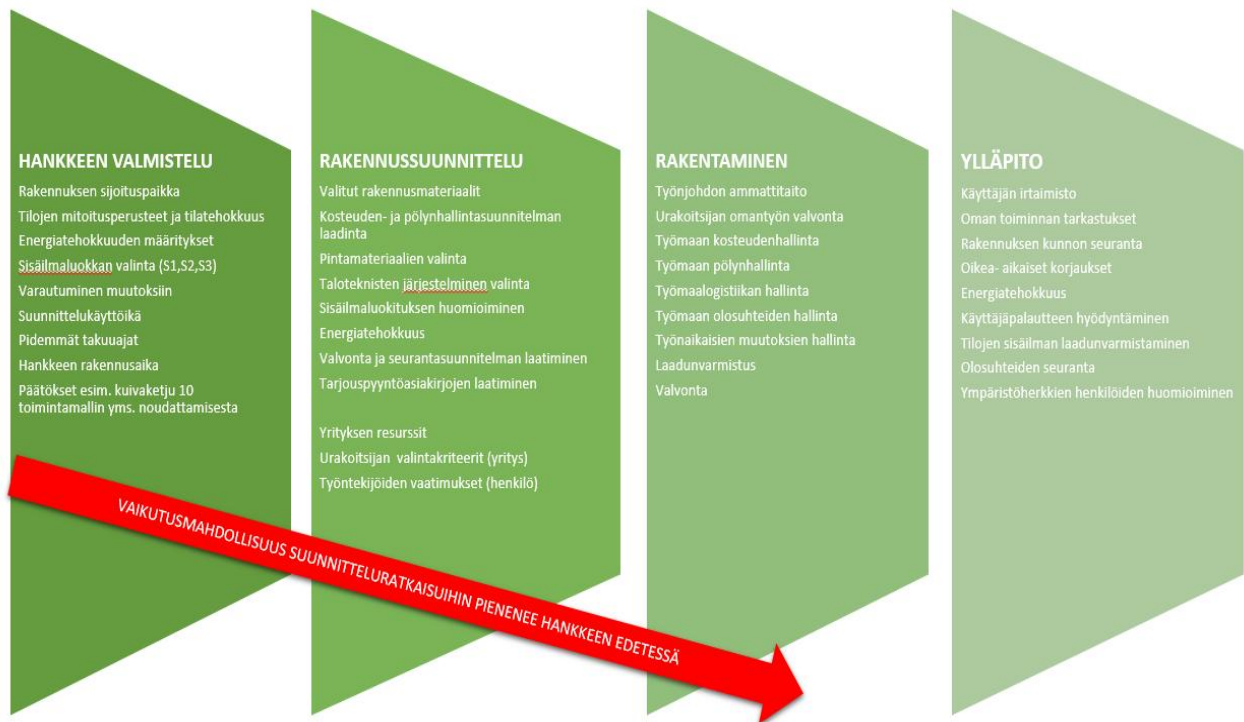 HANKKEEN VALMISTELU
Rakennuksen sijoituspaikka
Tilojen mitoitusperusteet ja tilatehokkuus
Energiatehokkuuden määritykset
Sisäilmaluokkan valinta (S1,S2,S3)
Varautuminen muutoksiin
Suunnittelukäyttöikä
Pidemmät takuuajat
Hankkeen rakennusaika
Päätökset esim. kuivaketju 10
toimintamallin yms. noudattamisesta
RAKENNUSSUUNNITTELU
Valitut rakennusmateriaalit
Kosteuden- ja pölynhallintasuunnitelman
laadinta
Pintamateriaalien valinta
Taloteknisten järjestelminen valinta
Sisäilmaluokituksen huomioiminen
Energiatehokkuus
Valvonta ja seurantasuunnitelman laatiminen
Tarjouspyyntöasiakirjojen laatiminen
Yrityksen resurssit
Urakoitsijan valintakriteerit (yritys)
Työntekijöiden vaatimukset (henkilö)
RAKENTAMINEN
Työnjohdon ammattitaito
Urakoitsijan omantyön valvonta
Työmaan kosteudenhallinta
Työmaan pölynhallinta
Työmaalogistiikan hallinta
Työmaan olosuhteiden hallinta
Työnaikaisien muutoksien hallinta
Laadunvarmistus
Valvonta
YLLÄPITO
Käyttäjän irtaimisto
Oman toiminnan tarkastukset
Rakennuksen kunnon seuranta
Oikea- aikaiset korjaukset
Energiatehokkuus
Käyttäjäpalautteen hyödyntäminen
Tilojen sisäilman laadunvarmistaminen
Olosuhteiden seuranta
Ympäristöherkkien henkilöiden huomioiminen
VAIKUTUSMAHDOLLISUUS SUUNNITTELURATKAISUIHIN PIENENEE HANKKEEN EDETESSÄ